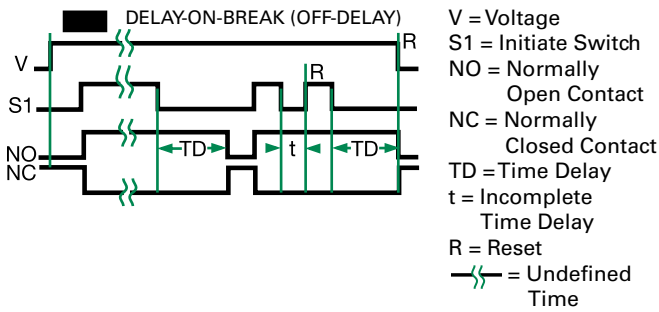 DELAY-ON-BREAK (OFF-DELAY)
R
V
R
S1
NO
TD
t
TD
NC
V = Voltage
S1 = Initiate Switch
NO = Normally
Open Contact
NC = Normally
Closed Contact
TD = Time Delay
t = Incomplete
Time Delay
R = Reset
= Undefined
Time